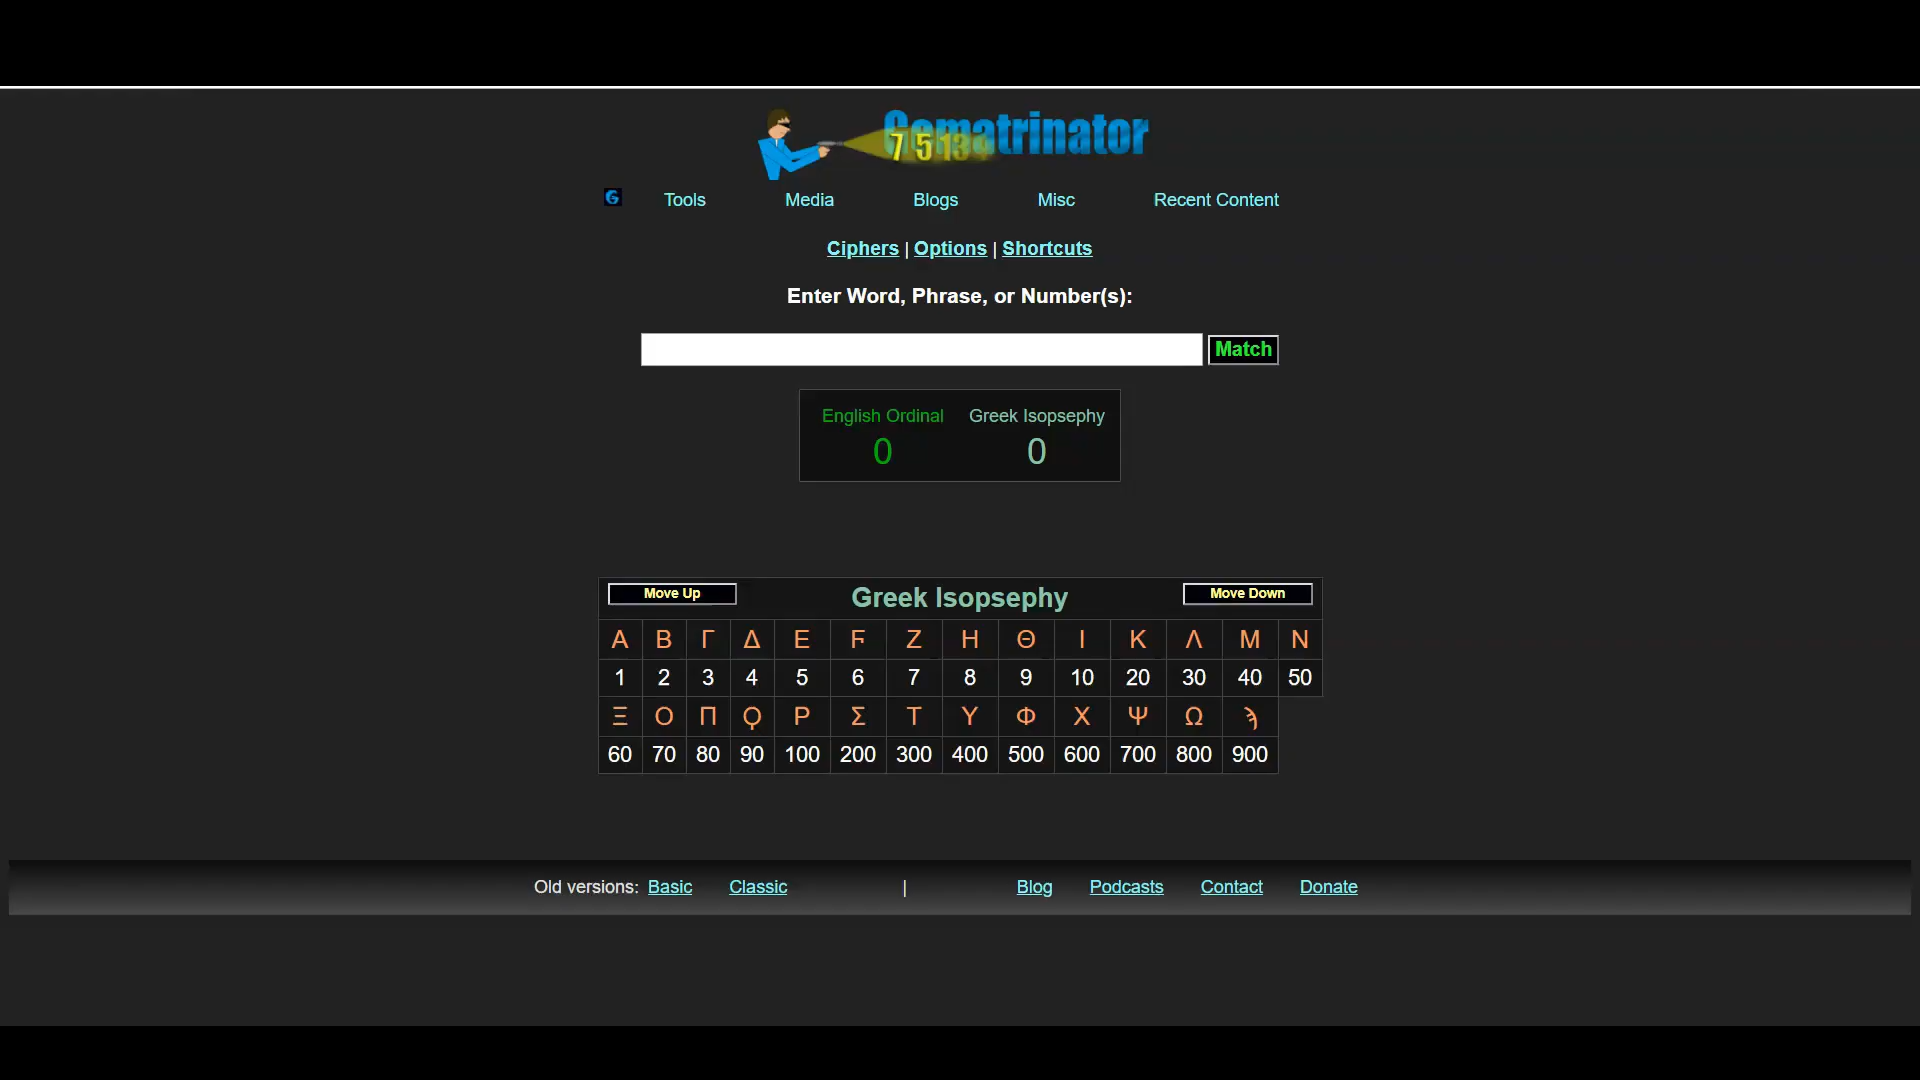 Gematrinator
7 5 134
G Tools Media Blogs Misc Recent Content
Ciphers | Options | Shortcuts
Enter Word, Phrase, or Number(s):
Match
English Ordinal Greek Isopsephy
0 0
Move Up Greek Isopsephy Move Down
Α Β Γ Δ Ε Ϝ Ζ Η Θ Ι Κ Λ Μ Ν
1 2 3 4 5 6 7 8 9 10 20 30 40 50
Ξ Ο Π Ϙ Ρ Σ Τ Υ Φ Χ Ψ Ω Ϡ
60 70 80 90 100 200 300 400 500 600 700 800 900
Old versions: Basic Classic | Blog Podcasts Contact Donate